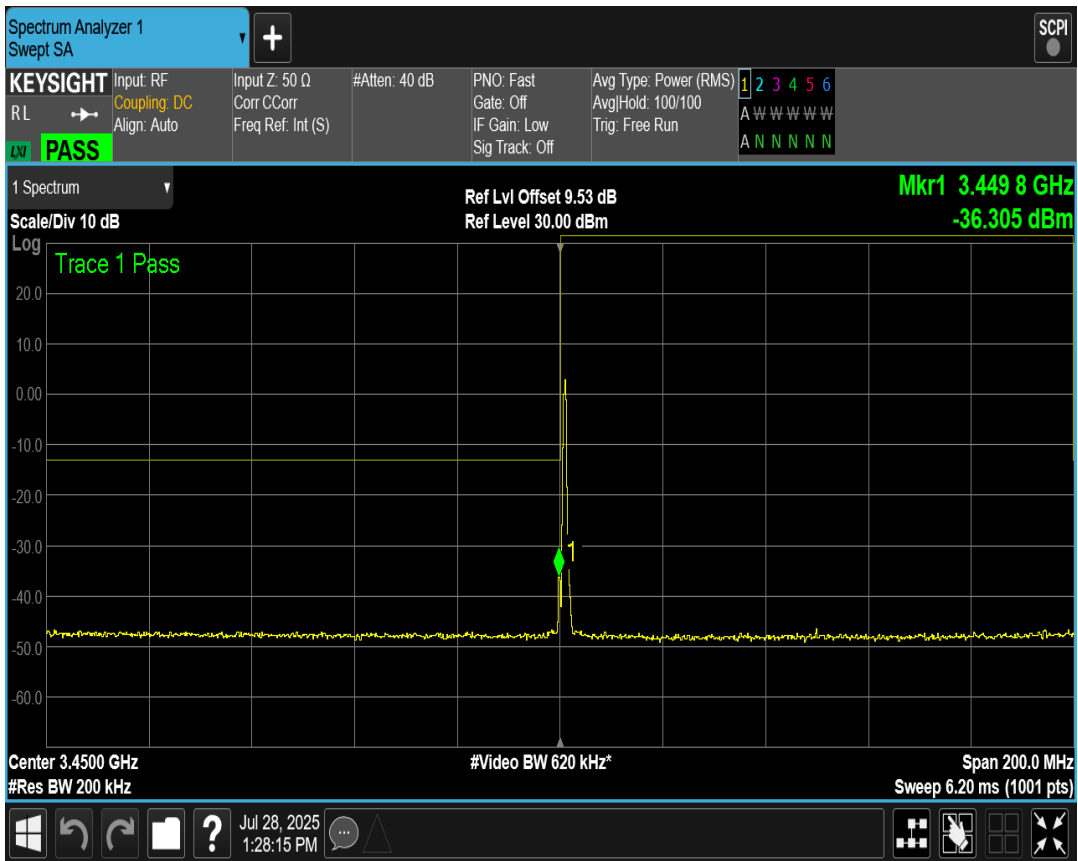 Spectrum Analyzer 1
Swept SA
+
SCPI
KEYSIGHT
R L
LXI PASS
Input: RF
Coupling: DC
Align: Auto
Input Z: 50 Ω
Corr CCorr
Freq Ref: Int (S)
#Atten: 40 dB
PNO: Fast
Gate: Off
IF Gain: Low
Sig Track: Off
Avg Type: Power (RMS)
Avg|Hold: 100/100
Trig: Free Run
1 2 3 4 5 6
A W W W W W
A N N N N N
1 Spectrum
Scale/Div 10 dB
Ref Lvl Offset 9.53 dB
Ref Level 30.00 dBm
Mkr1 3.449 8 GHz
-36.305 dBm
Log
Trace 1 Pass
20.0
10.0
0.00
-10.0
-20.0
-30.0
1
-40.0
-50.0
-60.0
Center 3.4500 GHz
#Res BW 200 kHz
#Video BW 620 kHz*
Span 200.0 MHz
Sweep 6.20 ms (1001 pts)
?
Jul 28, 2025
1:28:15 PM